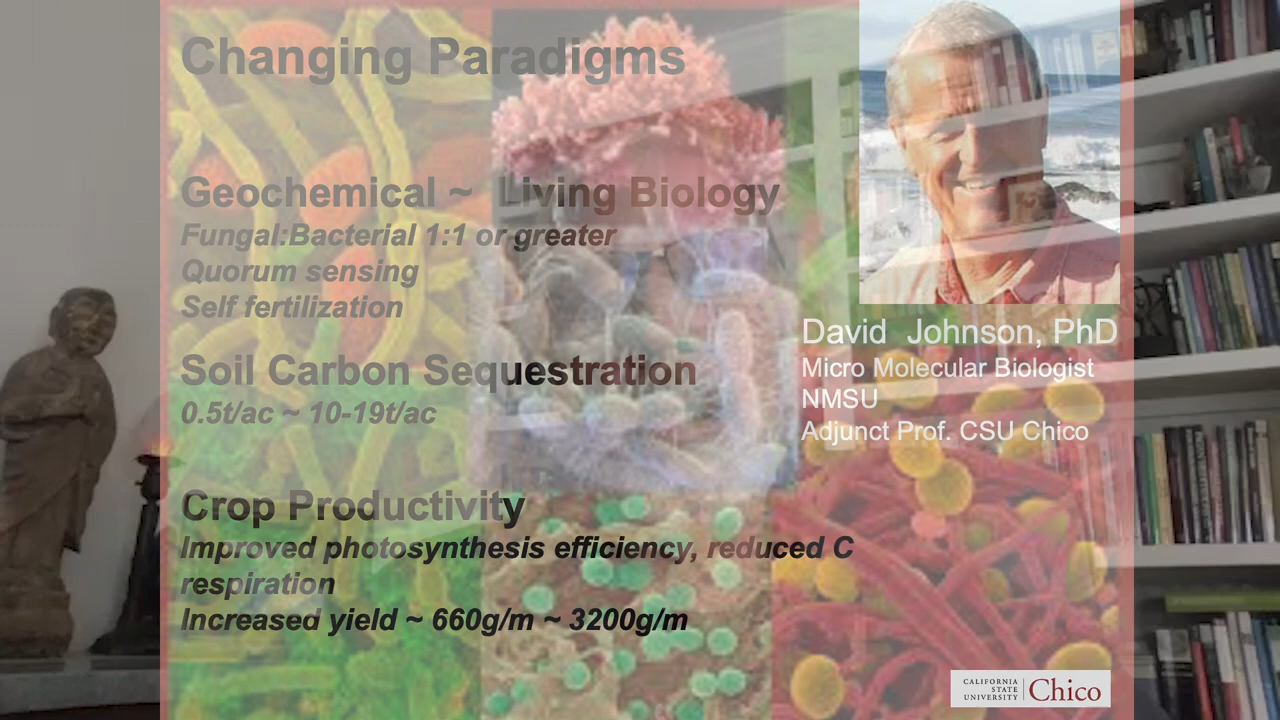 Changing Paradigms
Geochemical ~ Living Biology
Fungal:Bacterial 1:1 or greater
Quorum sensing
Self fertilization
Soil Carbon Sequestration
0.5t/ac ~ 10-19t/ac
Crop Productivity
Improved photosynthesis efficiency, reduced C
respiration
Increased yield ~ 660g/m ~ 3200g/m
David Johnson, PhD
Micro Molecular Biologist
NMSU
Adjunct Prof. CSU Chico
CALIFORNIA
STATE
UNIVERSITY
Chico